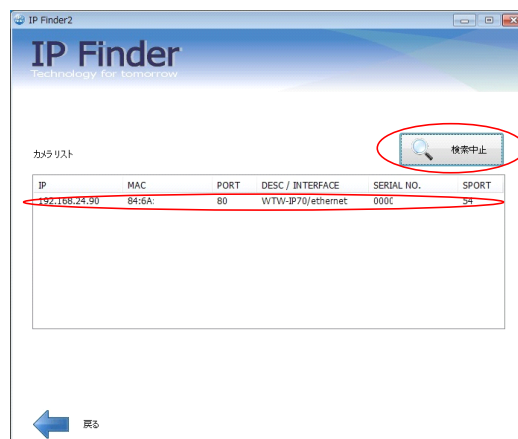 IP Finder2
IP Finder
Technology for tomorrow
検索中止
カメラ リスト
IP MAC PORT DESC / INTERFACE SERIAL NO. SPORT
192.168.24.90 84:6A: 80 WTW-IP70/ethernet 000C 54
戻る